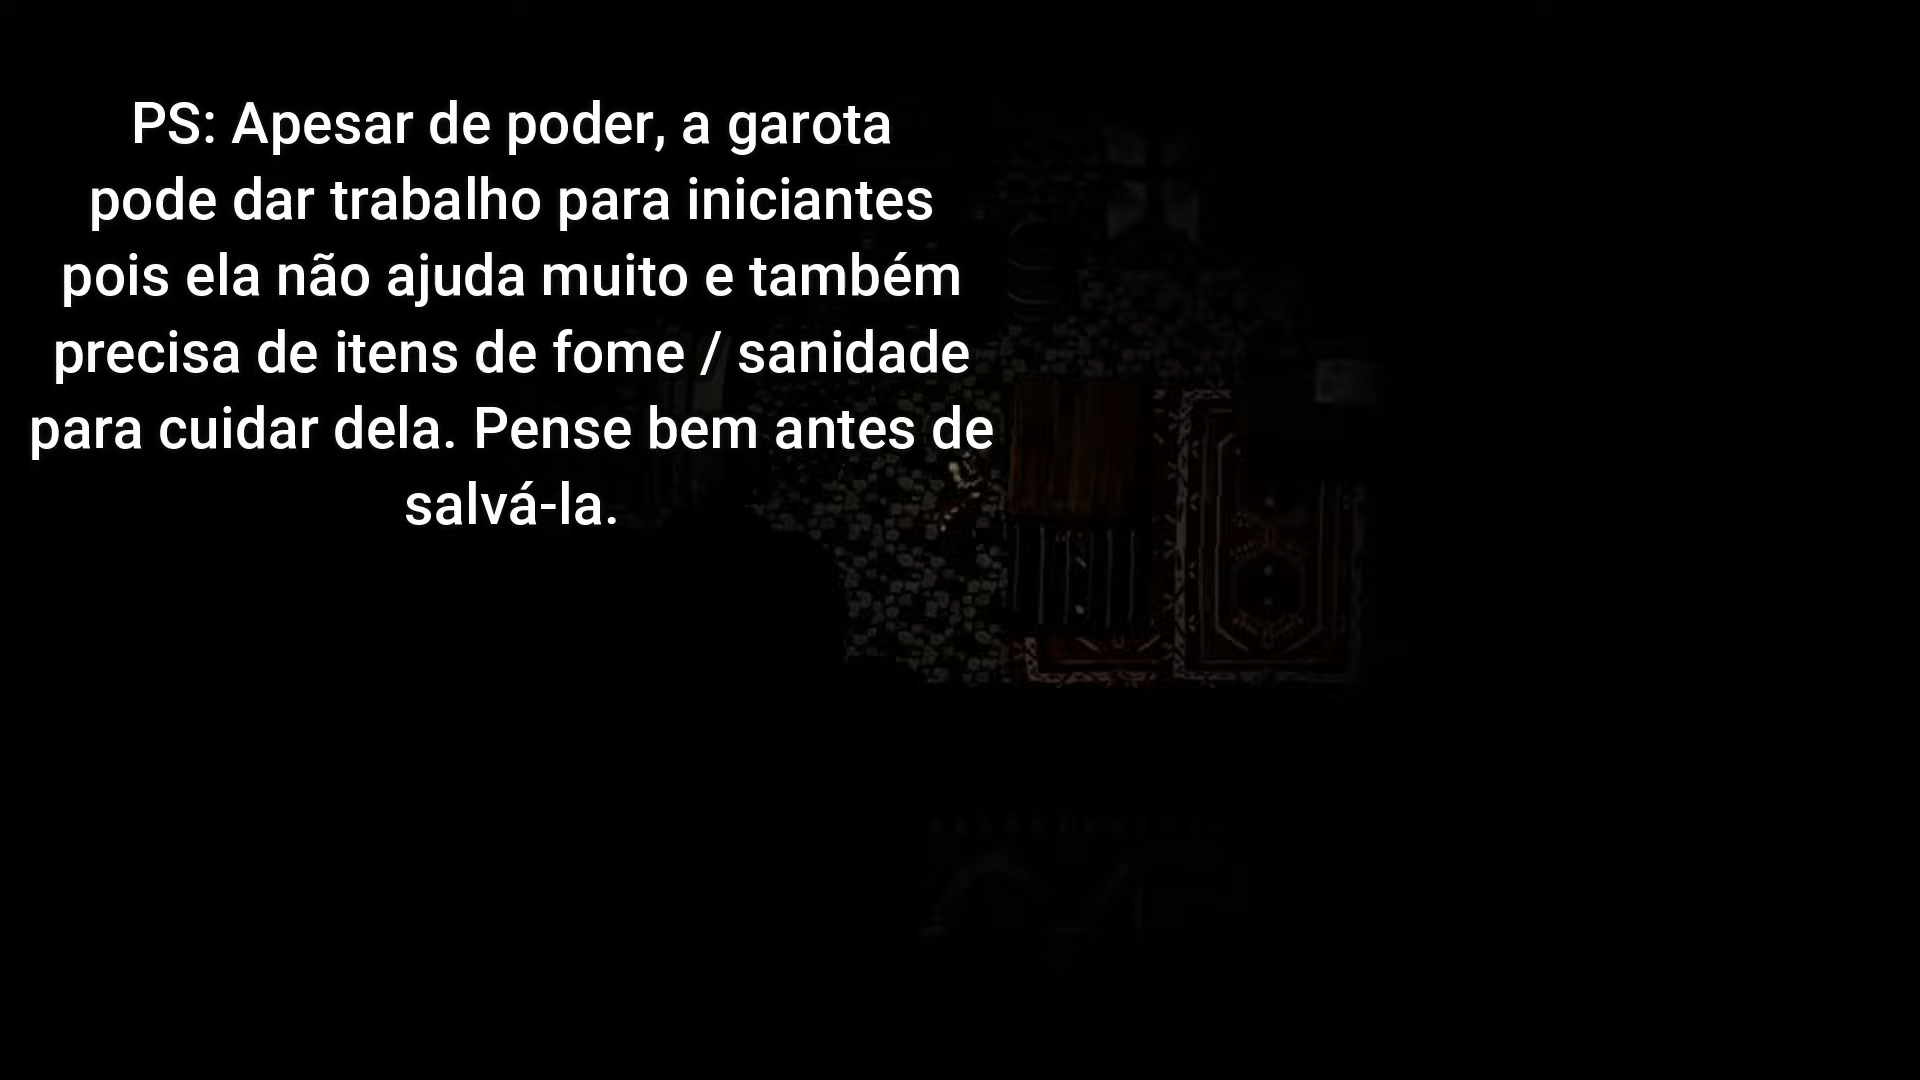 PS: Apesar de poder, a garota
pode dar trabalho para iniciantes
pois ela não ajuda muito e também
precisa de itens de fome / sanidade
para cuidar dela. Pense bem antes de
salvá-la.